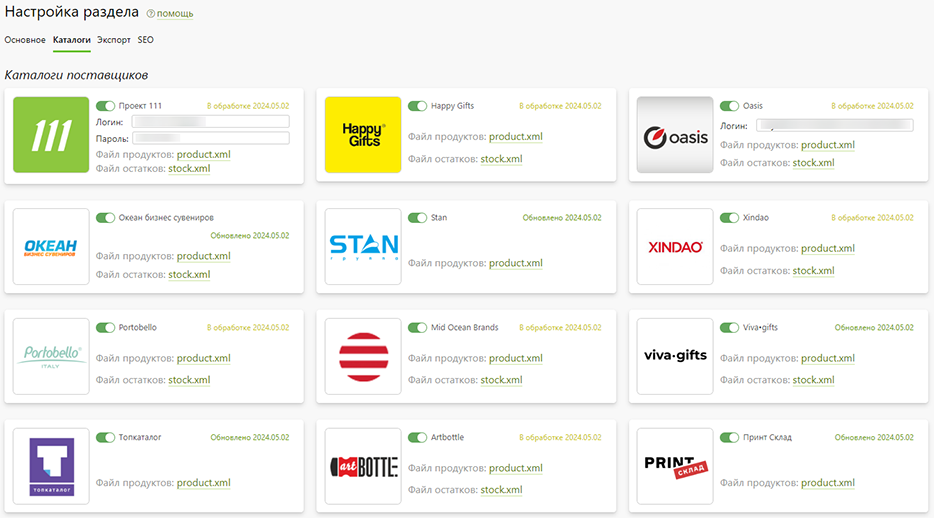 Настройка раздела ? помощь
Основное Каталоги Экспорт SEO
Каталоги поставщиков
111
Проект 111 В обработке 2024.05.02
Логин:
Пароль:
Файл продуктов: product.xml
Файл остатков: stock.xml
Happy Gifts
Happy Gifts В обработке 2024.05.02
Файл продуктов: product.xml
Файл остатков: stock.xml
oasis
Oasis В обработке 2024.05.02
Логин:
Файл продуктов: product.xml
Файл остатков: stock.xml
ОКЕАН
БИЗНЕС СУВЕНИРОВ
Океан бизнес сувениров
Обновлено 2024.05.02
Файл продуктов: product.xml
Файл остатков: stock.xml
STAN
группа
Stan Обновлено 2024.05.02
Файл продуктов: product.xml
XINDAO
Xindao В обработке 2024.05.02
Файл продуктов: product.xml
Файл остатков: stock.xml
Portobello
ITALY
Portobello В обработке 2024.05.02
Файл продуктов: product.xml
Файл остатков: stock.xml
Mid Ocean Brands В обработке 2024.05.02
Файл продуктов: product.xml
Файл остатков: stock.xml
viva•gifts
Viva•gifts Обновлено 2024.05.02
Файл продуктов: product.xml
Файл остатков: stock.xml
Т
ТОПКАТАЛОГ
Топкаталог Обновлено 2024.05.02
Файл продуктов: product.xml
art BOTTLE
Artbottle В обработке 2024.05.02
Файл продуктов: product.xml
Файл остатков: stock.xml
PRINT
СКЛАД
Принт Склад Обновлено 2024.05.02
Файл продуктов: product.xml